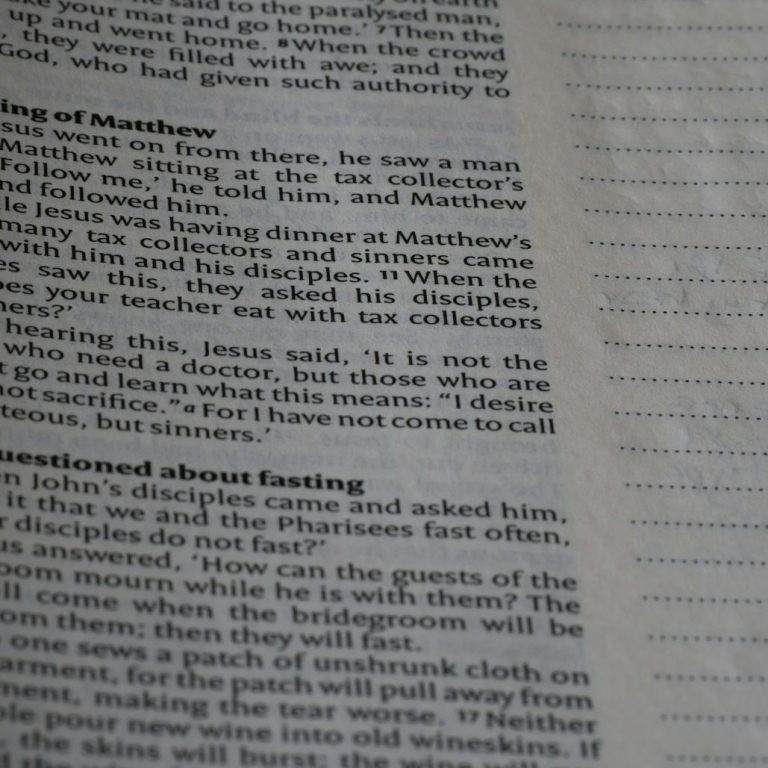 said to the paralysed man,
your mat and go home.’ 7 Then the
up and went home. 8 When the crowd
, they were filled with awe; and they
God, who had given such authority to
ing of Matthew
sus went on from there, he saw a man
Matthew sitting at the tax collector’s
Follow me,’ he told him, and Matthew
nd followed him.
le Jesus was having dinner at Matthew’s
many tax collectors and sinners came
with him and his disciples. 11 When the
es saw this, they asked his disciples,
oes your teacher eat with tax collectors
ners?’
hearing this, Jesus said, ‘It is not the
who need a doctor, but those who are
t go and learn what this means: “I desire
not sacrifice.” a For I have not come to call
teous, but sinners.’
uestioned about fasting
n John’s disciples came and asked him,
it that we and the Pharisees fast often,
r disciples do not fast?’
us answered, ‘How can the guests of the
oom mourn while he is with them? The
ill come when the bridegroom will be
om them; then they will fast.
one sews a patch of unshrunk cloth on
arment, for the patch will pull away from
ment, making the tear worse. 17 Neither
ple pour new wine into old wineskins. If
, the skins will burst; the wine will